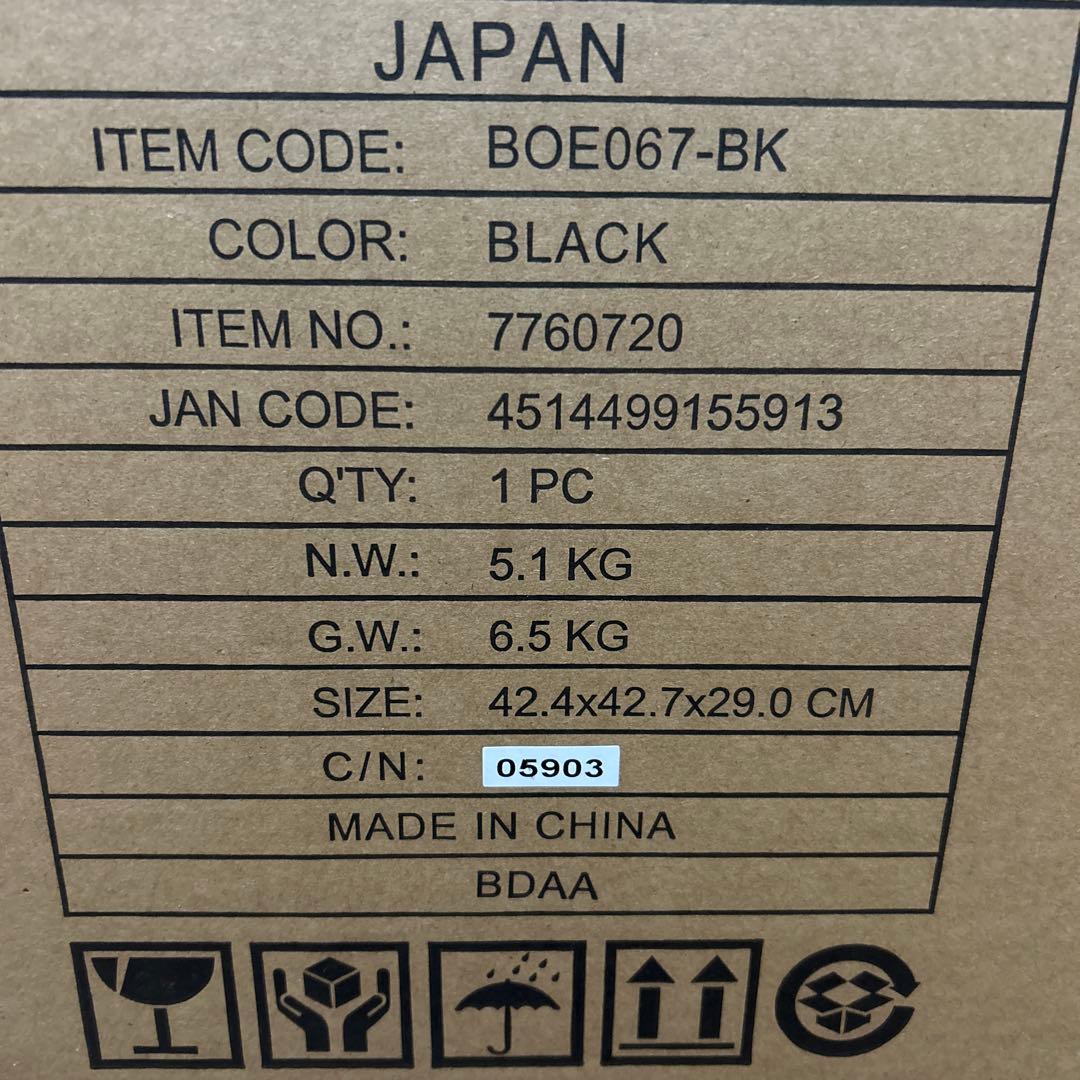 JAPAN
ITEM CODE: BOE067-BK
COLOR: BLACK
ITEM NO.: 7760720
JAN CODE: 4514499155913
Q'TY: 1 PC
N.W.: 5.1 KG
G.W.: 6.5 KG
SIZE: 42.4x42.7x29.0 CM
C/N: 05903
MADE IN CHINA
BDAA